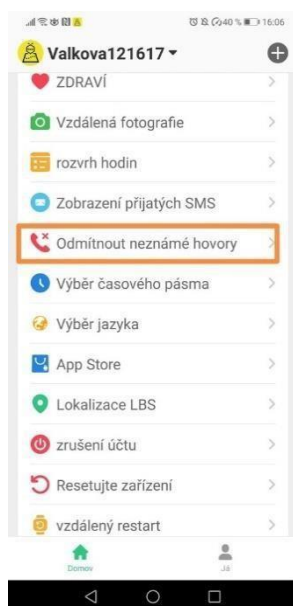 40 % 16:06
Valkova121617
ZDRAVÍ
Vzdálená fotografie
rozvrh hodin
Zobrazení přijatých SMS
Odmítnout neznámé hovory
Výběr časového pásma
Výběr jazyka
App Store
Lokalizace LBS
zrušení účtu
Resetujte zařízení
vzdálený restart
Domov Já